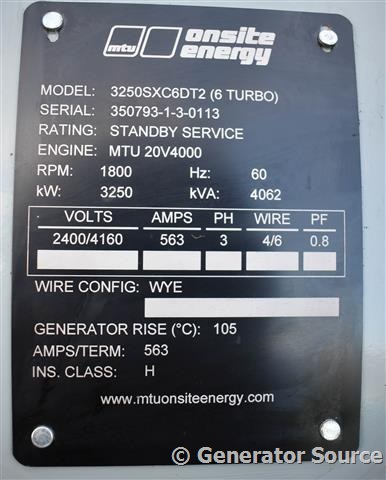 mtu onsite energy
MODEL: 3250SXC6DT2 (6 TURBO)
SERIAL: 350793-1-3-0113
RATING: STANDBY SERVICE
ENGINE: MTU 20V4000
RPM: 1800 Hz: 60
kW: 3250 kVA: 4062
VOLTS AMPS PH WIRE PF
2400/4160 563 3 4/6 0.8
WIRE CONFIG: WYE
GENERATOR RISE (°C): 105
AMPS/TERM: 563
INS. CLASS: H
www.mtuonsiteenergy.com
© Generator Source